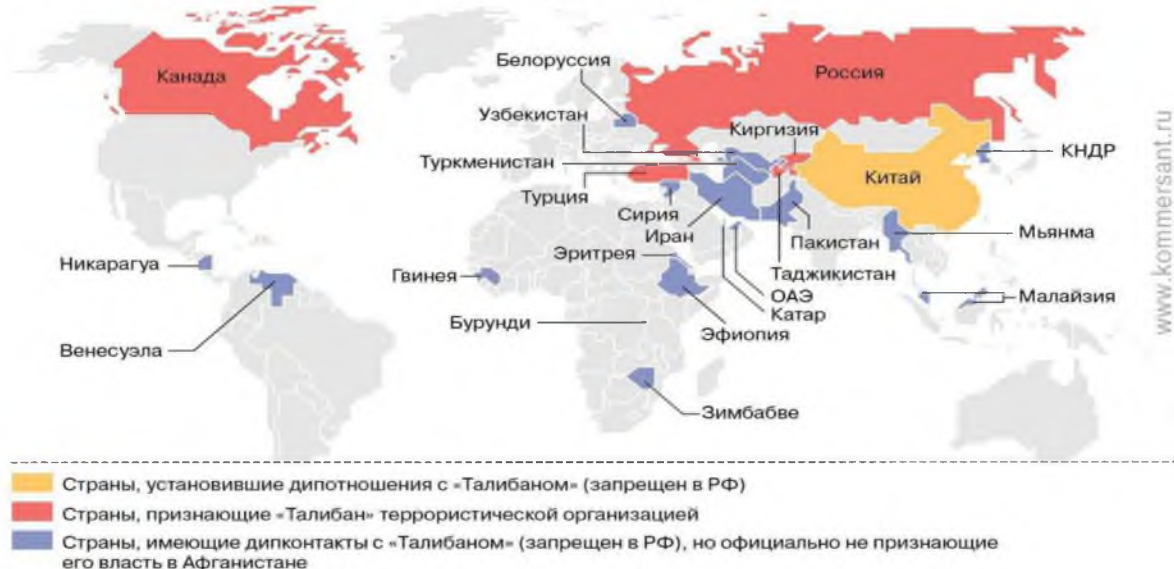 Канада
Белоруссия
Россия
Узбекистан
Киргизия
Туркменистан
КНДР
Китай
Турция
Сирия
Иран
Пакистан
Мьянма
Никарагуа
Гвинея
Эритрея
Таджикистан
ОАЭ
Катар
Малайзия
Бурунди
Эфиопия
Венесуэла
Зимбабве
www.kommersant.ru
Страны, установившие дипотношения с «Талибаном» (запрещен в РФ)
Страны, признающие «Талибан» террористической организацией
Страны, имеющие дипконтакты с «Талибаном» (запрещен в РФ), но официально не признающие
его власть в Афганистане